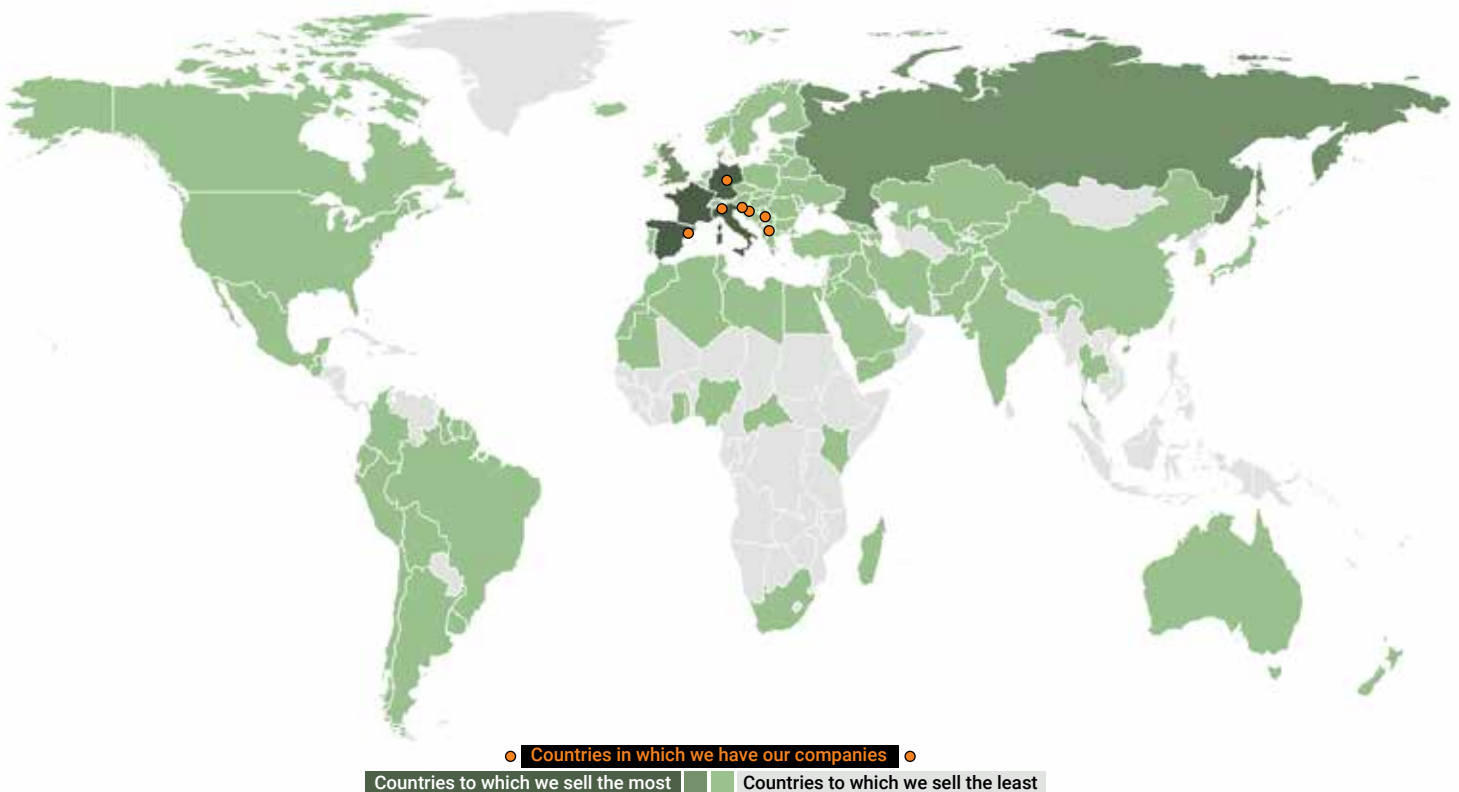 Countries in which we have our companies
Countries to which we sell the most Countries to which we sell the least